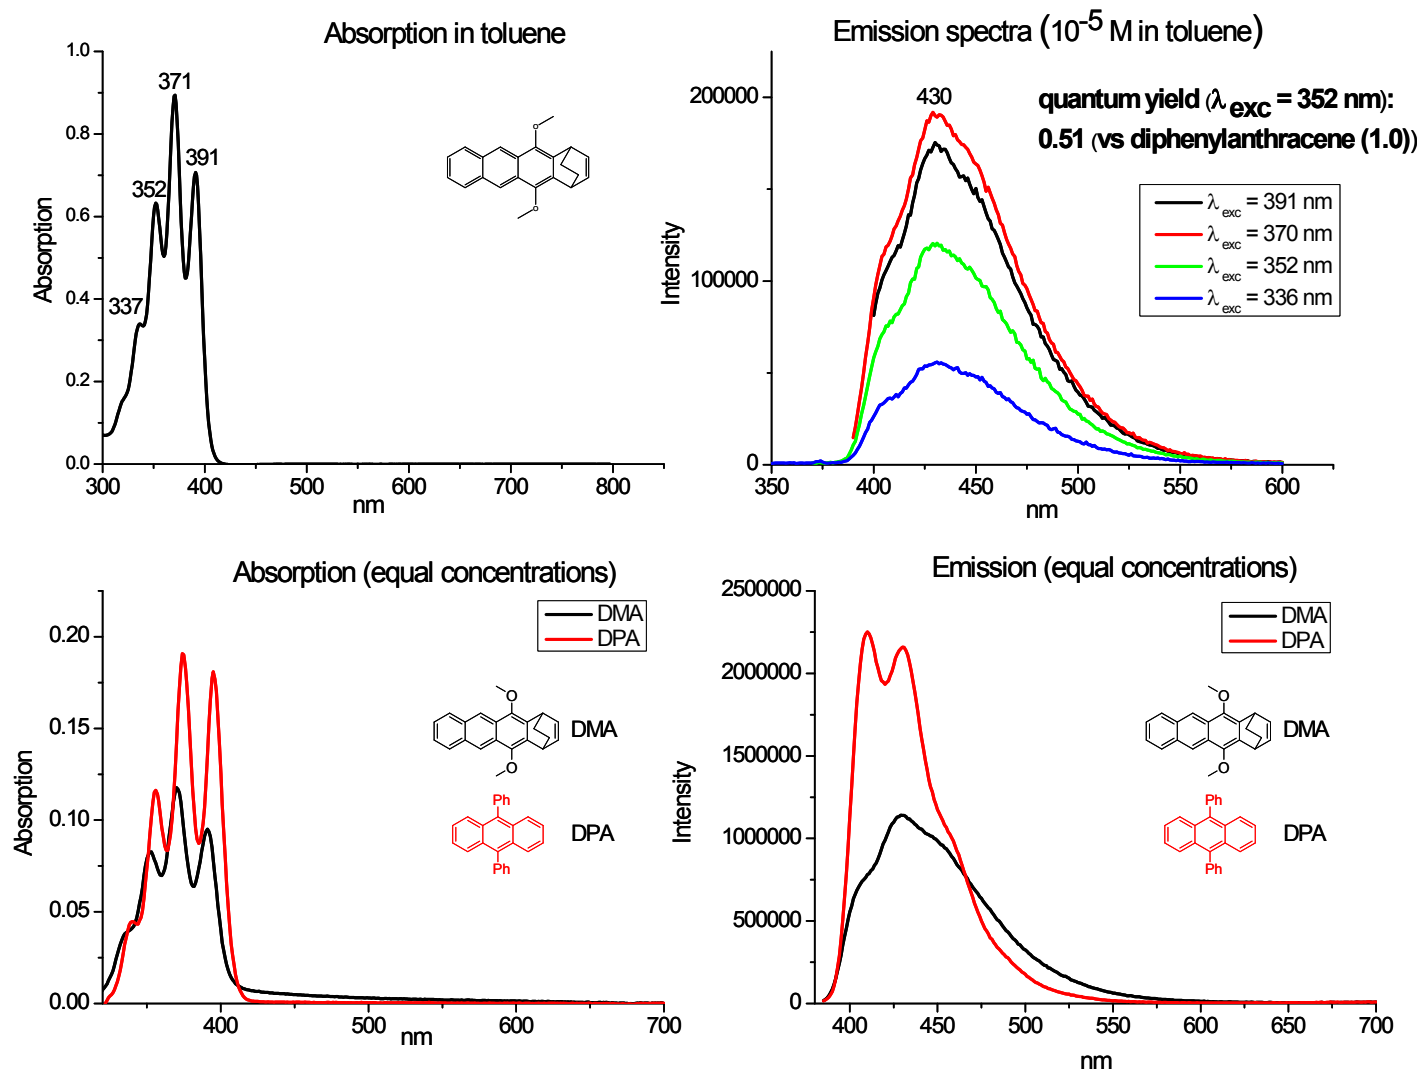 Absorption in toluene
1.0
0.8
0.6
0.4
0.2
0.0
300 400 500 600 700 800
nm
Absorption
337
352
371
391
O
O
Emission spectra (10-5 M in toluene)
200000
100000
0
350 400 450 500 550 600
nm
Intensity
430
quantum yield (λexc = 352 nm):
0.51 (vs diphenylanthracene (1.0))
λexc = 391 nm
λexc = 370 nm
λexc = 352 nm
λexc = 336 nm
Absorption (equal concentrations)
0.20
0.15
0.10
0.05
0.00
400 500 600 700
nm
Absorption
DMA
DPA
O
O
DMA
Ph
Ph
DPA
Emission (equal concentrations)
2500000
2000000
1500000
1000000
500000
0
400 450 500 550 600 650 700
nm
Intensity
DMA
DPA
O
O
DMA
Ph
Ph
DPA